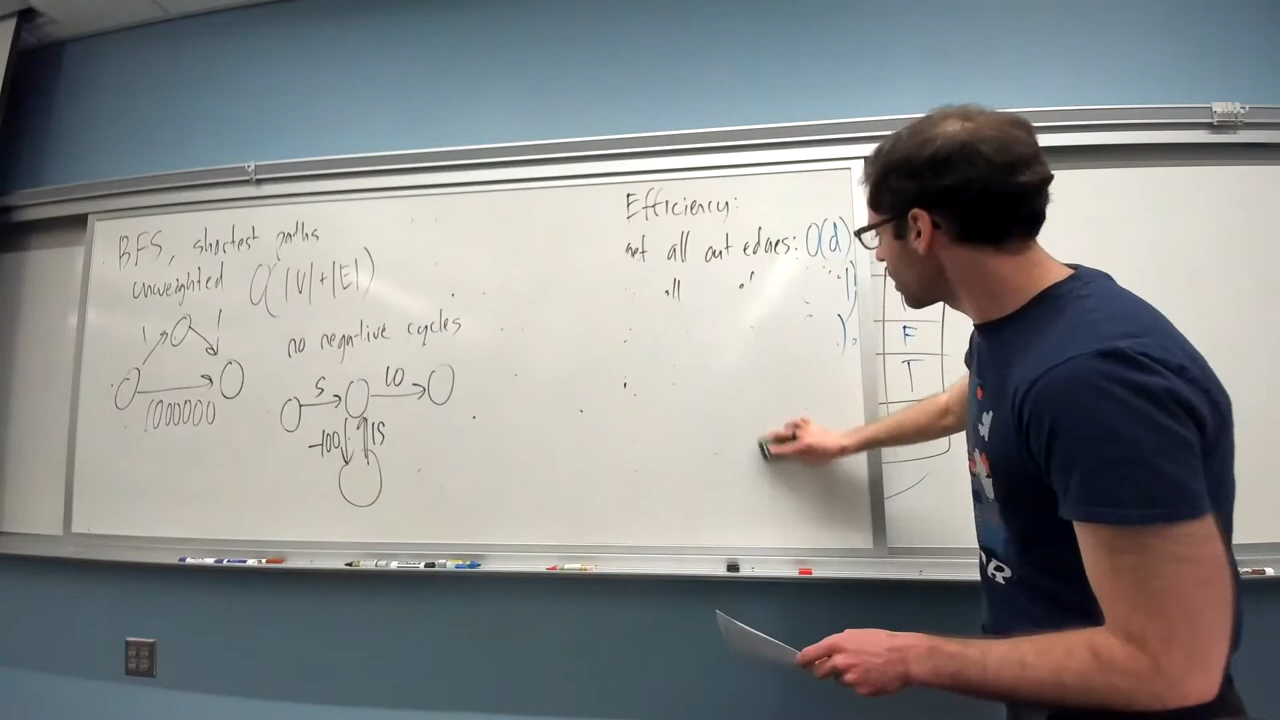 BFS, shortest paths
unweighted O(|V|+|E|)
1
1
1000000
no negative cycles
5
10
-100
15
Efficiency:
not all out edges: O(d)
all
F
T
R